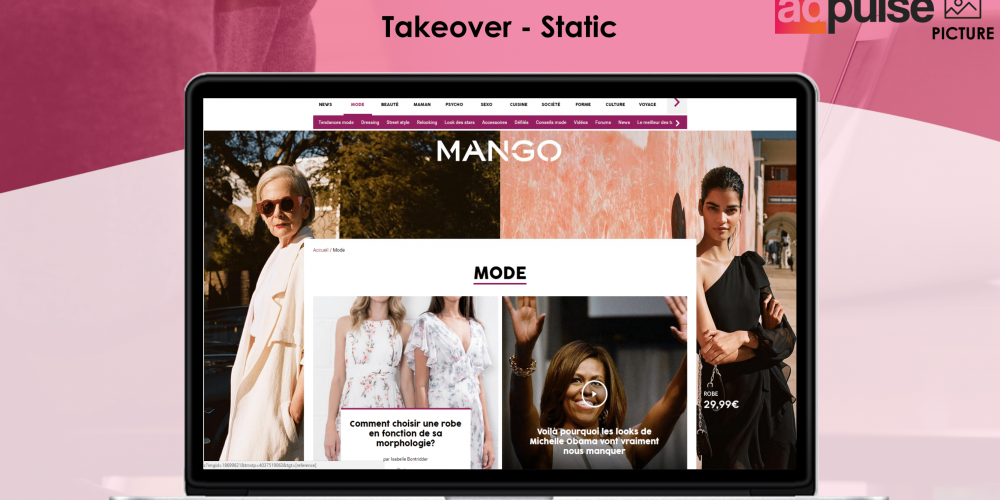 Takeover - Static
adpulse
PICTURE
NEWS MODE BEAUTÉ MAMAN PSYCHO SEXO CUISINE SOCIÉTÉ FORME CULTURE VOYAGE
Tendances mode Dressing Street style Relooking Look des stars Accessoires Défilés Conseils mode Vidéos Forums News Le meilleur des b
MANGO
Accueil / Mode
MODE
Comment choisir une robe
en fonction de sa
morphologie?
par Isabelle Bontridder
Voilà pourquoi les looks de
Michelle Obama vont vraiment
nous manquer
ROBE
29,99€